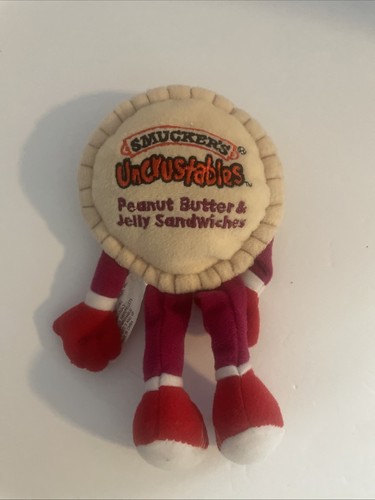 SMUCKER'S®
Uncrustables™
Peanut Butter &
Jelly Sandwiches